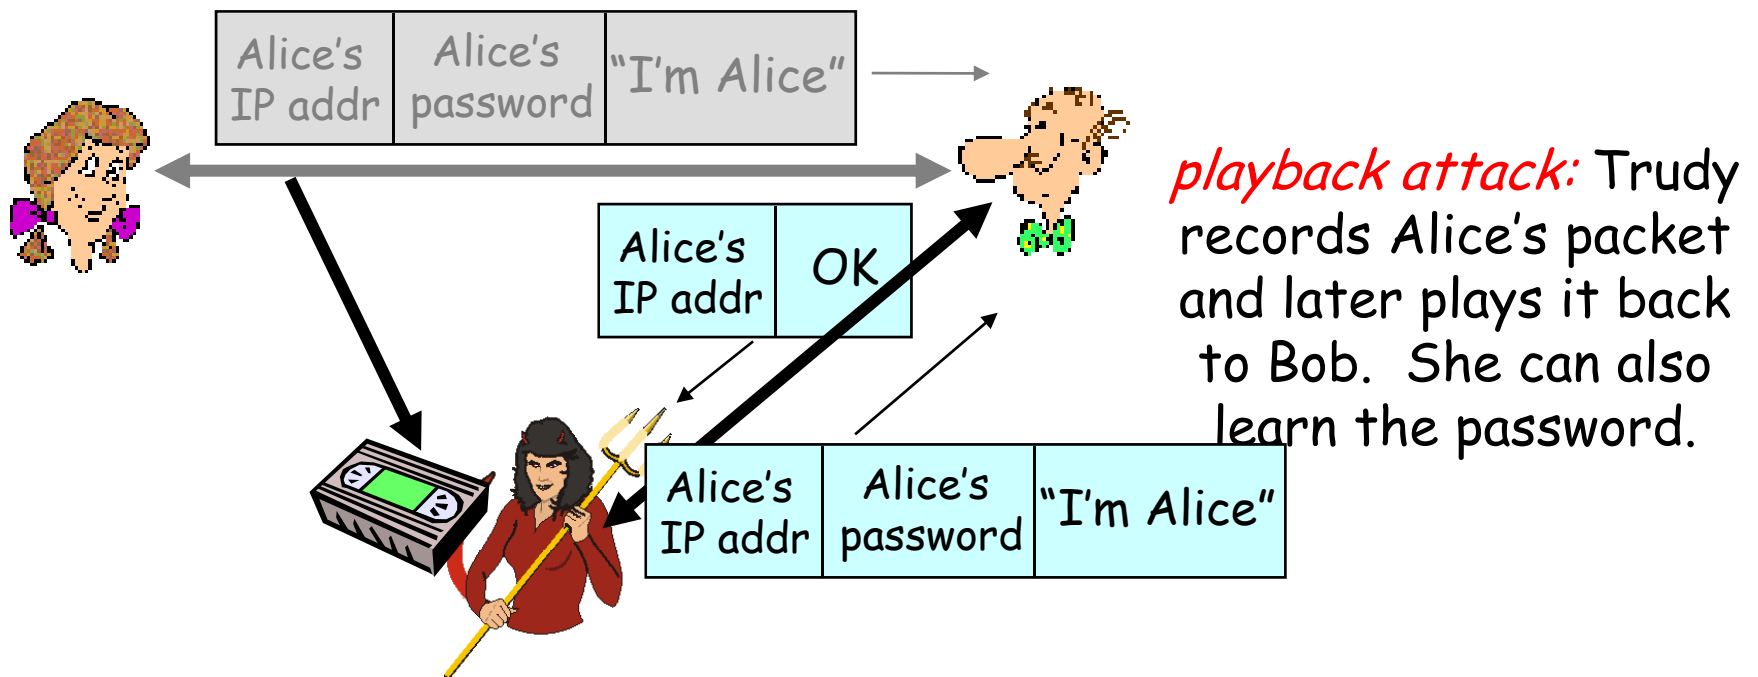 Alice’s
IP addr
Alice’s
password
“I’m Alice”
Alice’s
IP addr
OK
playback attack: Trudy
records Alice’s packet
and later plays it back
to Bob.  She can also
learn the password.
Alice’s
IP addr
Alice’s
password
“I’m Alice”